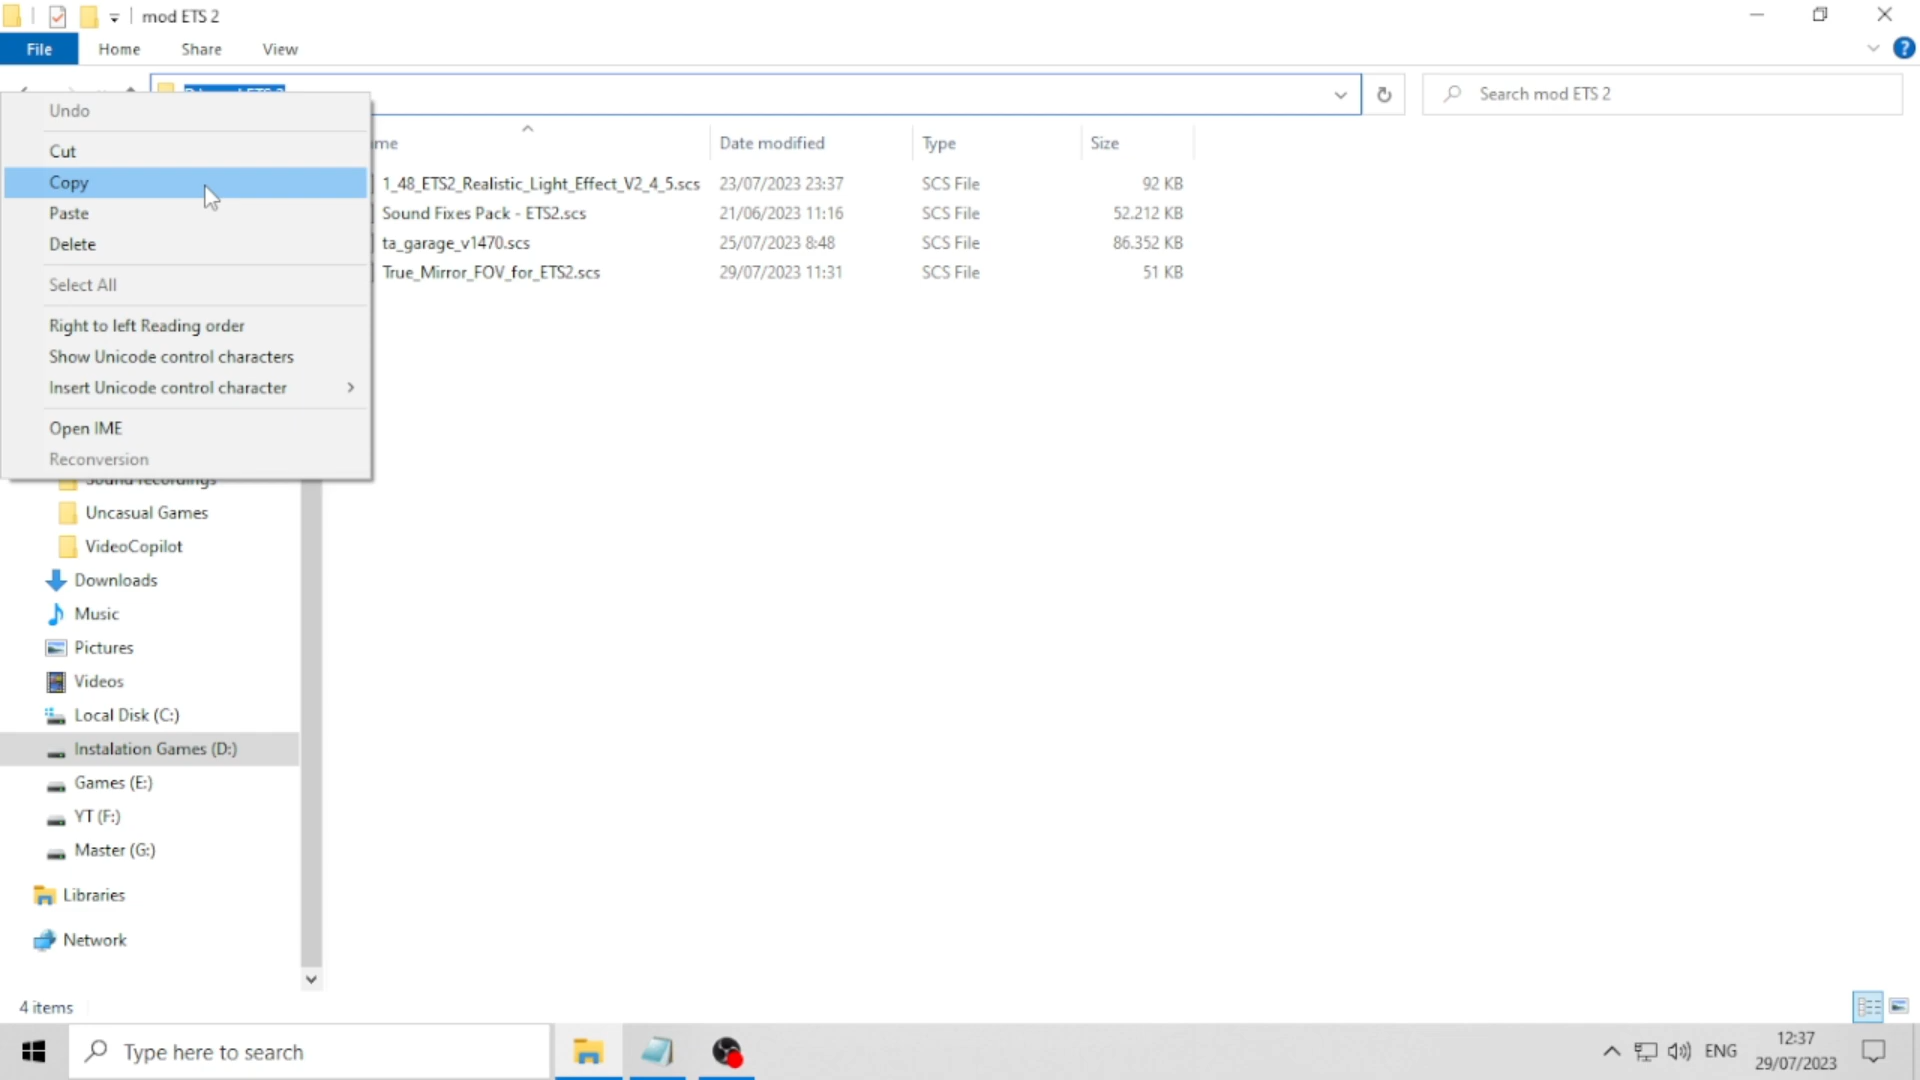 mod ETS 2
File Home Share View
Search mod ETS 2
Undo
Cut
Copy
Paste
Delete
Select All
Right to left Reading order
Show Unicode control characters
Insert Unicode control character
Open IME
Reconversion
me Date modified Type Size
1_48_ETS2_Realistic_Light_Effect_V2_4_5.scs 23/07/2023 23:37 SCS File 92 KB
Sound Fixes Pack - ETS2.scs 21/06/2023 11:16 SCS File 52.212 KB
ta_garage_v1470.scs 25/07/2023 8:48 SCS File 86.352 KB
True_Mirror_FOV_for_ETS2.scs 29/07/2023 11:31 SCS File 51 KB
Sound recordings
Uncasual Games
VideoCopilot
Downloads
Music
Pictures
Videos
Local Disk (C:)
Instalation Games (D:)
Games (E:)
YT (F:)
Master (G:)
Libraries
Network
4 items
Type here to search
ENG
12:37
29/07/2023